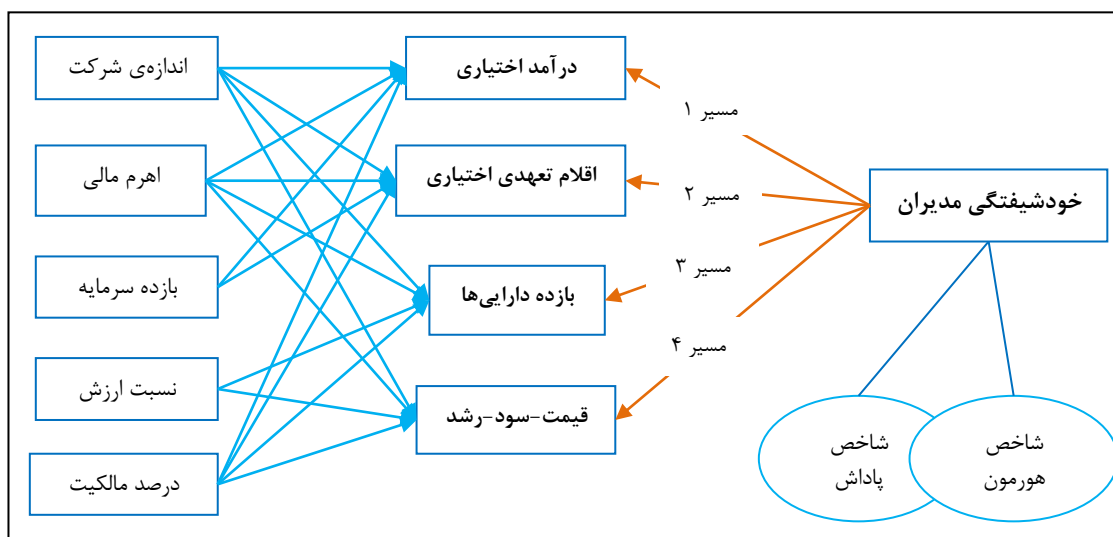 اندازه‌ی شرکت
درآمد اختیاری
مسیر ۱
اهرم مالی
اقلام تعهدی اختیاری
مسیر ۲
خودشیفتگی مدیران
بازده سرمایه
بازده دارایی‌ها
مسیر ۳
مسیر ۴
نسبت ارزش
قیمت-سود-رشد
درصد مالکیت
شاخص
پاداش
شاخص
هورمون